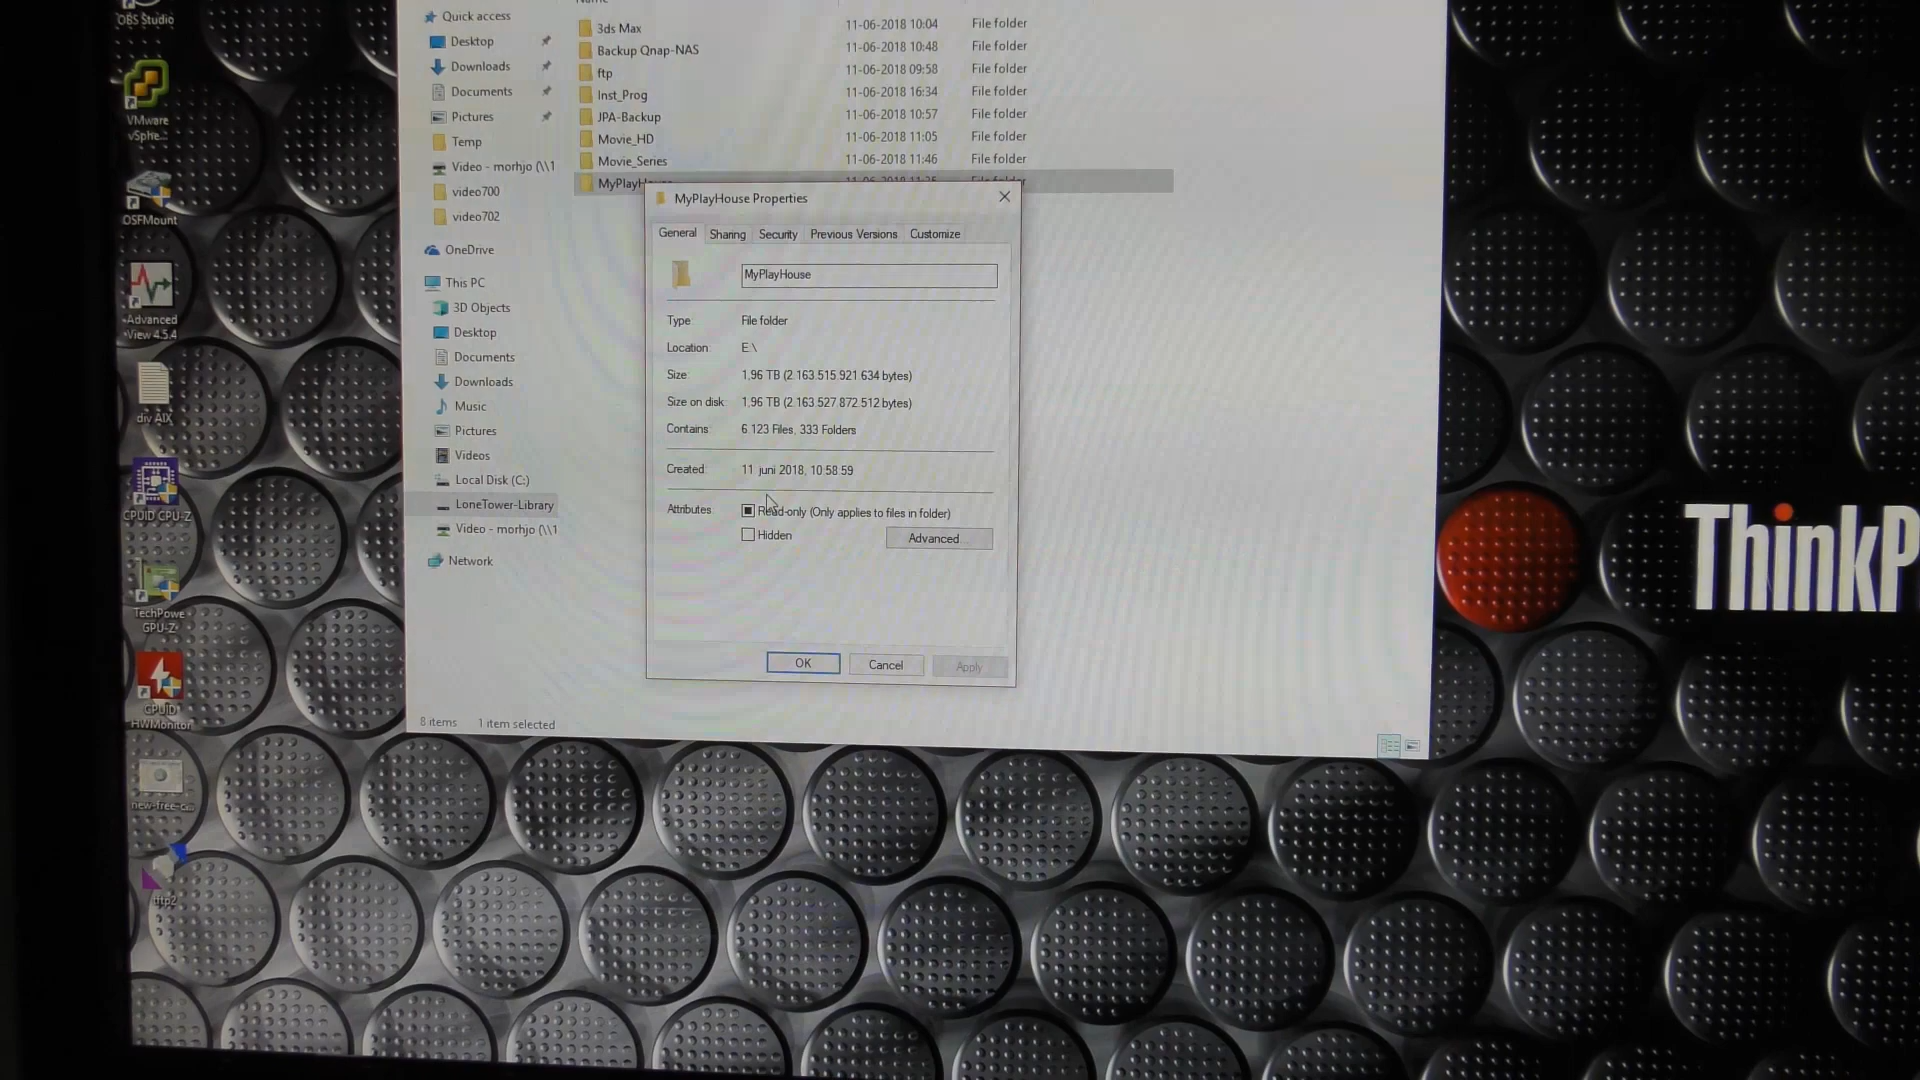 OBS Studio
VMware
vSphe...
OSFMount
Advanced
View 4.5.4
div AIX
CPUID CPU-Z
TechPowe
GPU-Z
CPUID
HWMonitor
new-free-c...
tftp2
Quick access
Desktop
Downloads
Documents
Pictures
Temp
Video - morhjo (\\1
video700
video702
OneDrive
This PC
3D Objects
Desktop
Documents
Downloads
Music
Pictures
Videos
Local Disk (C:)
LoneTower-Library
Video - morhjo (\\1
Network
Name
3ds Max 11-06-2018 10:04 File folder
Backup Qnap-NAS 11-06-2018 10:48 File folder
ftp 11-06-2018 09:58 File folder
Inst_Prog 11-06-2018 16:34 File folder
JPA-Backup 11-06-2018 10:57 File folder
Movie_HD 11-06-2018 11:05 File folder
Movie_Series 11-06-2018 11:46 File folder
MyPlayHouse
MyPlayHouse Properties
General Sharing Security Previous Versions Customize
MyPlayHouse
Type: File folder
Location: E:\
Size: 1,96 TB (2.163.515.921.634 bytes)
Size on disk: 1,96 TB (2.163.527.872.512 bytes)
Contains: 6.123 Files, 333 Folders
Created: 11. juni 2018, 10:58:59
Attributes: Read-only (Only applies to files in folder)
Hidden Advanced...
OK Cancel Apply
8 items 1 item selected
ThinkP